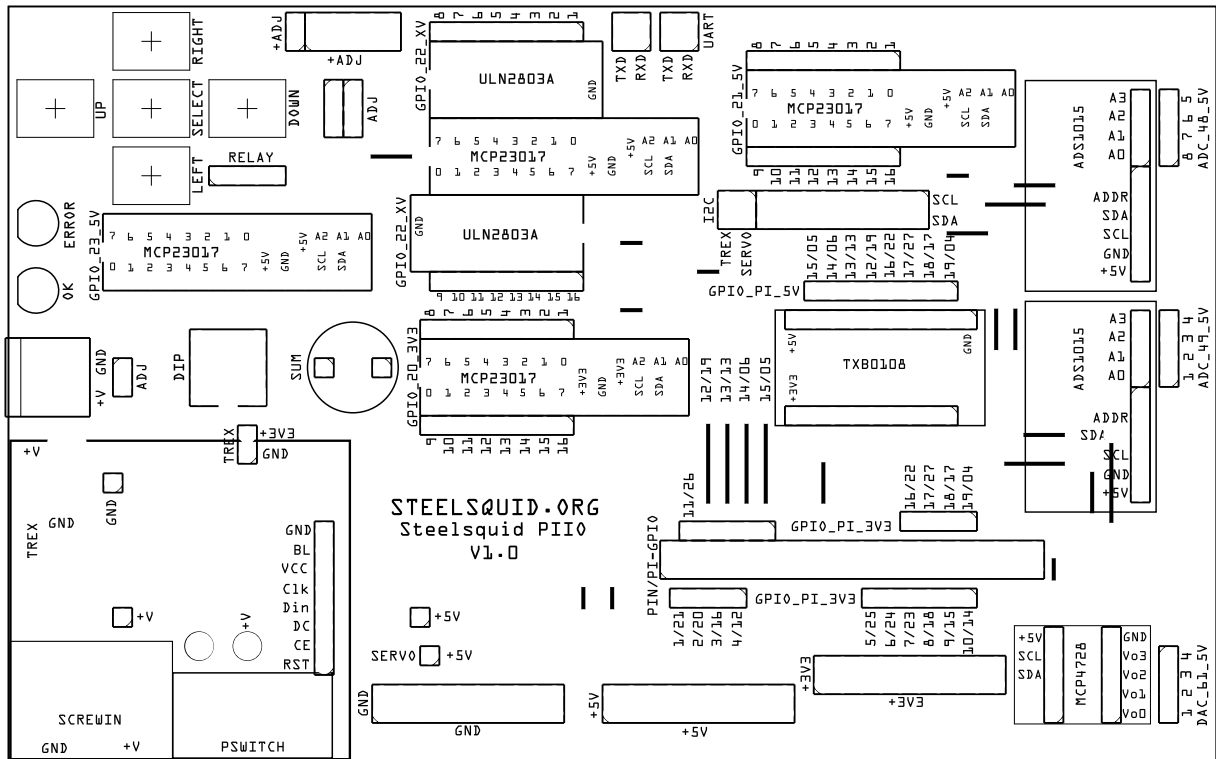 RIGHT
UP
SELECT
DOWN
LEFT
RELAY
+ADJ
+ADJ
ADJ
8 7 6 5 4 3 2 1
GPIO_22_XV
ULN2803A
GND
TXD
RXD
TXD
RXD
UART
7 6 5 4 3 2 1 0 +5V A2 A1 A0
MCP23017
0 1 2 3 4 5 6 7 +5V GND SCL SDA
8 7 6 5 4 3 2 1
GPIO_21_5V
7 6 5 4 3 2 1 0 +5V A2 A1 A0
MCP23017
0 1 2 3 4 5 6 7 +5V GND SCL SDA
9 10 11 12 13 14 15 16
ADS1015
A3
A2
A1
A0
ADDR
SDA
SCL
GND
+5V
8 7 6 5
ADC_48_5V
ERROR
OK
GPIO_23_5V
7 6 5 4 3 2 1 0 +5V A2 A1 A0
MCP23017
0 1 2 3 4 5 6 7 +5V GND SCL SDA
GPIO_22_XV
GND
ULN2803A
9 10 11 12 13 14 15 16
I2C
SCL
SDA
TREX
SERVO
15/05
14/06
13/13
12/19
16/22
17/27
18/17
19/04
GPIO_PI_5V
+5V
GND
TXB0108
+3V3
12/19
13/13
14/06
15/05
GND
+V
ADJ
DIP
SUM
8 7 6 5 4 3 2 1
GPIO_20_3V3
7 6 5 4 3 2 1 0 +3V3 A2 A1 A0
MCP23017
0 1 2 3 4 5 6 7 +3V3 GND SCL SDA
9 10 11 12 13 14 15 16
ADS1015
A3
A2
A1
A0
ADDR
SDA
SCL
GND
+5V
1 2 3 4
ADC_49_5V
+V
TREX
+3V3
GND
GND
GND
TREX
GND
BL
VCC
Clk
Din
DC
CE
RST
+V
+V
SCREWIN
GND
+V
PSWITCH
STEELSQUID.ORG
Steelsquid PIIO
V1.0
11/26
16/22
17/27
18/17
19/04
GPIO_PI_3V3
PIN/PI-GPIO
GPIO_PI_3V3
1/21
2/20
3/16
4/12
5/25
6/24
7/23
8/18
9/15
10/14
+5V
SERVO
+5V
GND
GND
+5V
+5V
+3V3
+3V3
+5V
SCL
SDA
MCP4728
GND
Vo3
Vo2
Vo1
Vo0
1 2 3 4
DAC_61_5V